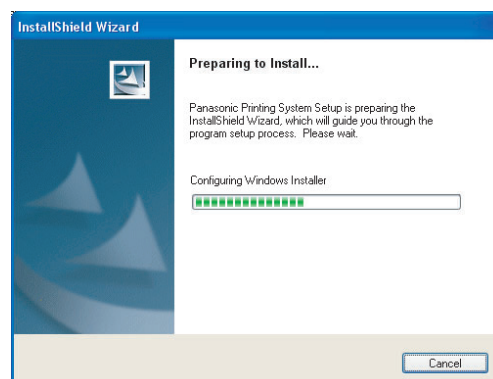 InstallShield Wizard
Preparing to Install...
Panasonic Printing System Setup is preparing the
InstallShield Wizard, which will guide you through the
program setup process. Please wait.
Configuring Windows Installer
Cancel